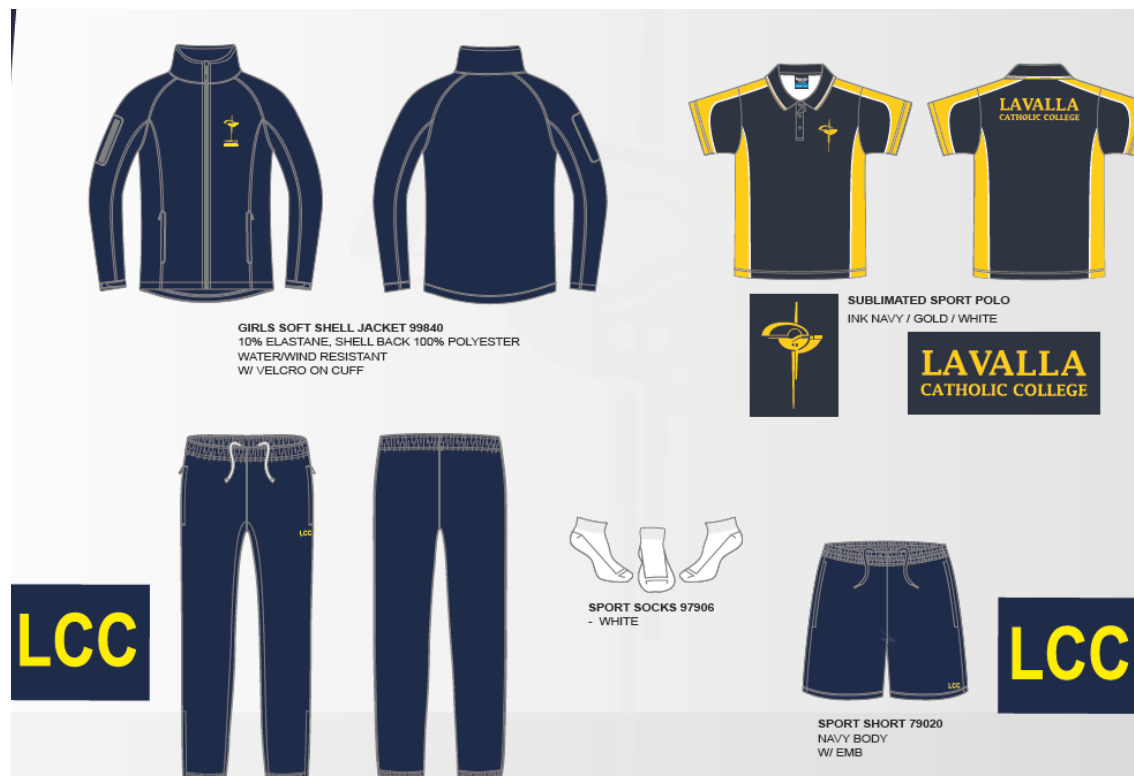 LAVALLA
CATHOLIC COLLEGE
GIRLS SOFT SHELL JACKET 99840
10% ELASTANE, SHELL BACK 100% POLYESTER
WATER/WIND RESISTANT
W/ VELCRO ON CUFF
SUBLIMATED SPORT POLO
INK NAVY / GOLD / WHITE
LAVALLA
CATHOLIC COLLEGE
LCC
LCC
SPORT SOCKS 97906
- WHITE
LCC
LCC
SPORT SHORT 79020
NAVY BODY
W/ EMB